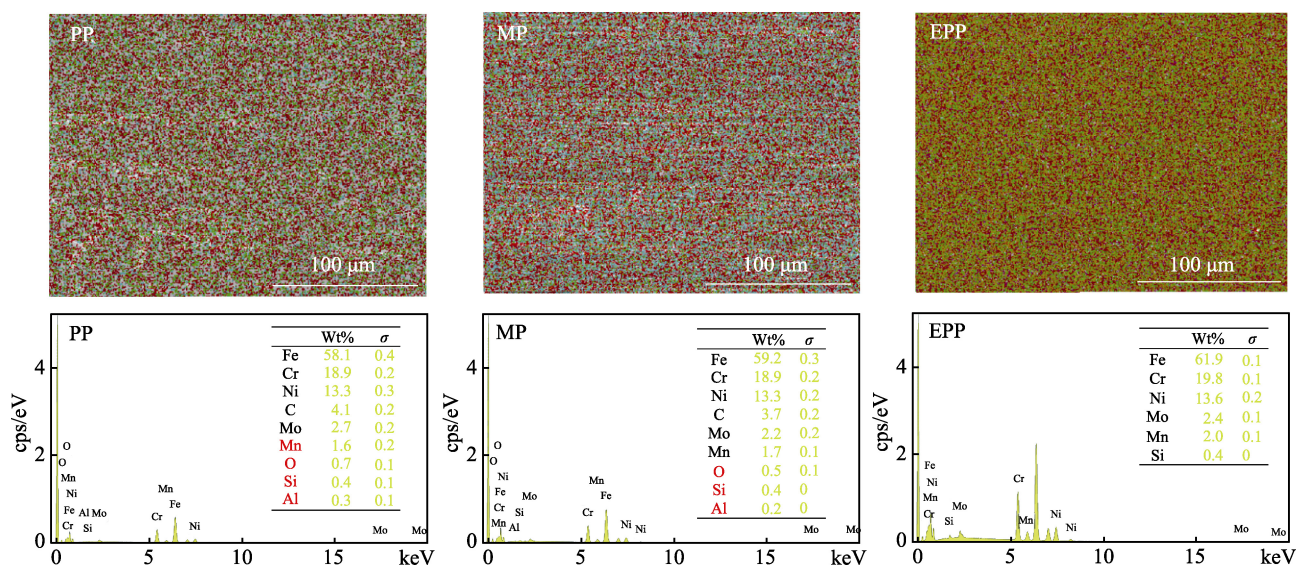 PP
100 μm
MP
100 μm
EPP
100 μm
PP
cps/eV
4
2
0
Wt% σ
Fe 58.1 0.4
Cr 18.9 0.2
Ni 13.3 0.3
C 4.1 0.2
Mo 2.7 0.2
Mn 1.6 0.2
O 0.7 0.1
Si 0.4 0.1
Al 0.3 0.1
O
O
Mn
Ni
Fe
Cr
Al Mo
Si
Mn
Cr
Fe
Ni
Mo
Mo
0 5 10 15 keV
MP
cps/eV
4
2
0
Wt% σ
Fe 59.2 0.3
Cr 18.9 0.2
Ni 13.3 0.2
C 3.7 0.2
Mo 2.2 0.2
Mn 1.7 0.1
O 0.5 0.1
Si 0.4 0
Al 0.2 0
O
O
Ni
Fe
Cr
Mn
Mo
Si
Al
Mn
Cr
Fe
Ni
Ni
Mo
Mo
0 5 10 15 keV
EPP
cps/eV
4
2
0
Wt% σ
Fe 61.9 0.1
Cr 19.8 0.1
Ni 13.6 0.2
Mo 2.4 0.1
Mn 2.0 0.1
Si 0.4 0
Fe
Ni
Mn
Cr
Mo
Si
Cr
Mn
Ni
Ni
Mo
Mo
0 5 10 15 keV